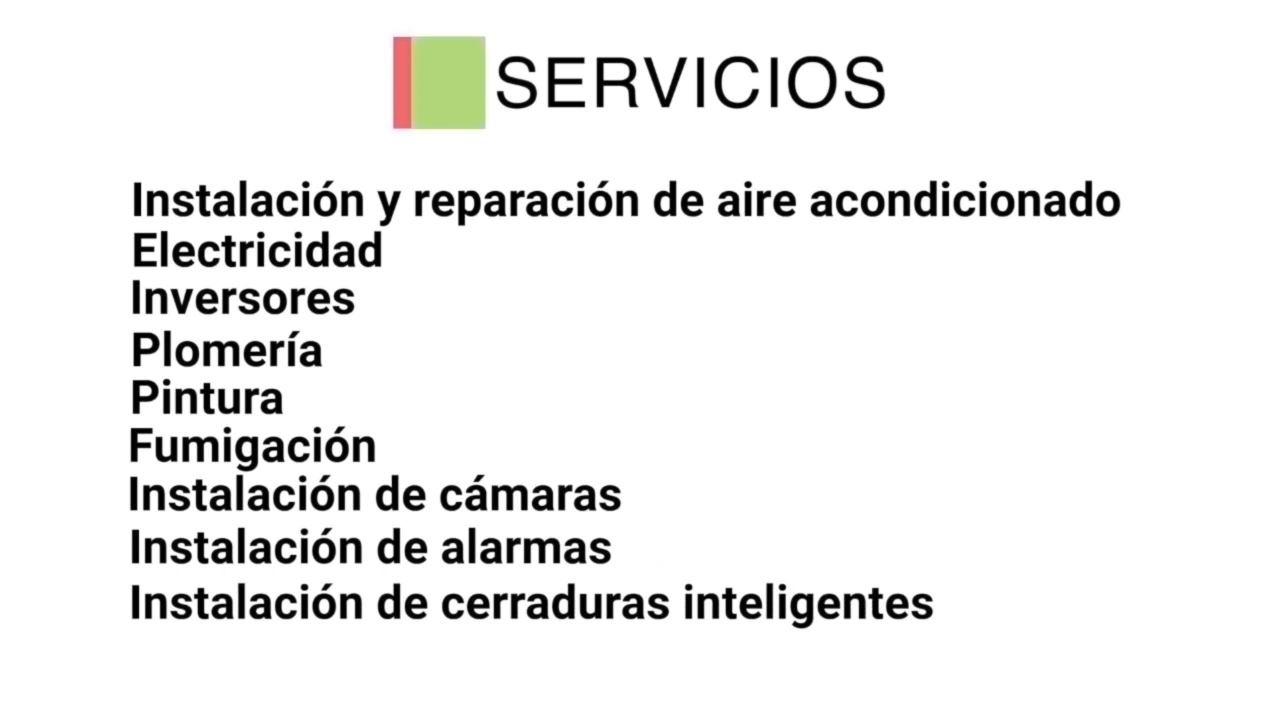 SERVICIOS
Instalación y reparación de aire acondicionado
Electricidad
Inversores
Plomería
Pintura
Fumigación
Instalación de cámaras
Instalación de alarmas
Instalación de cerraduras inteligentes